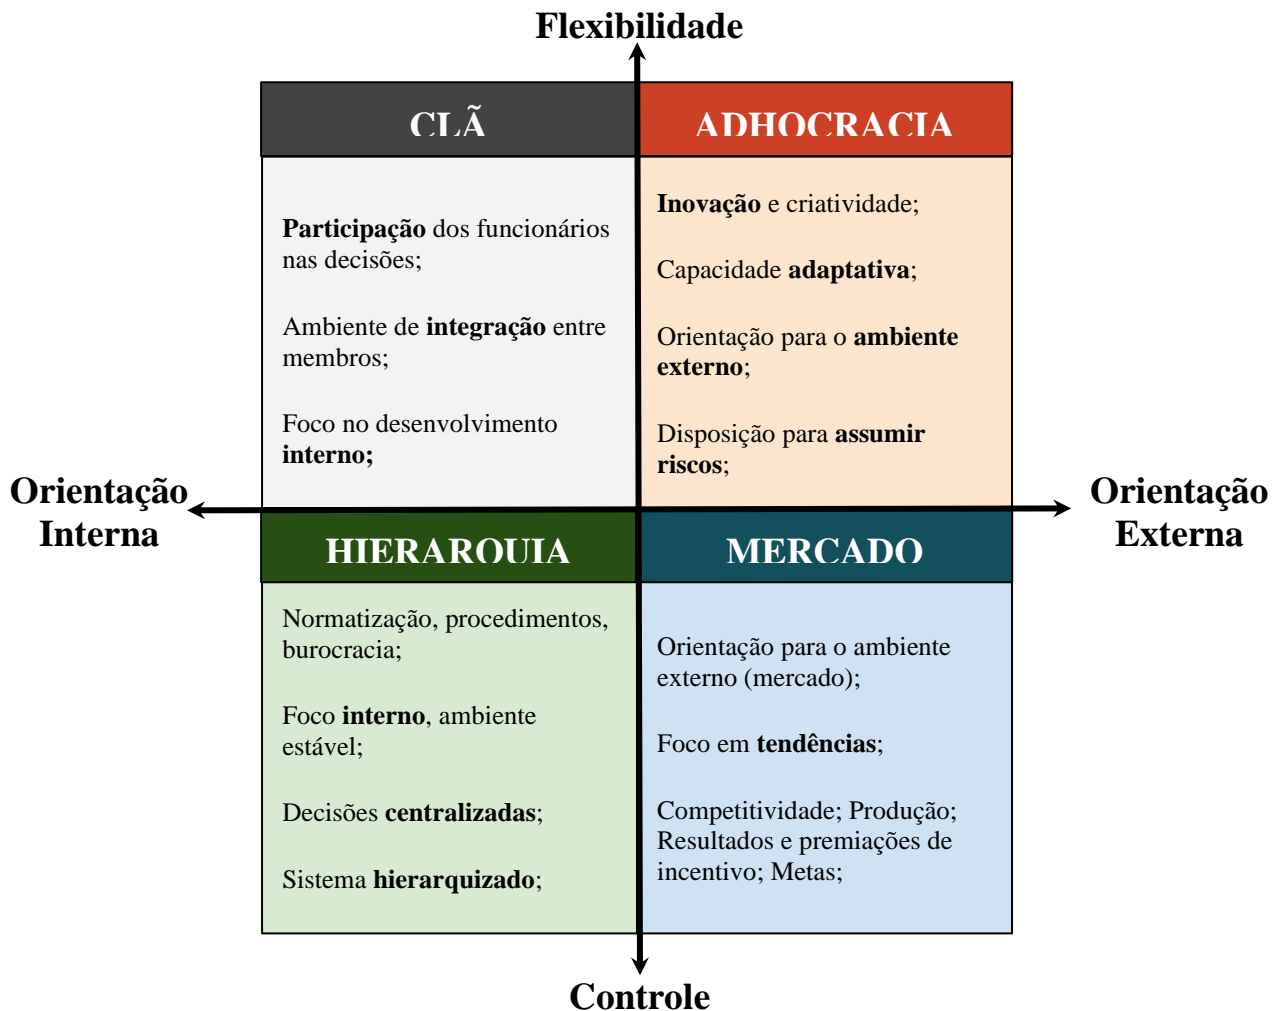 Flexibilidade
CLÃ
Participação dos funcionários
nas decisões;
Ambiente de integração entre
membros;
Foco no desenvolvimento
interno;
ADHOCRACIA
Inovação e criatividade;
Capacidade adaptativa;
Orientação para o ambiente
externo;
Disposição para assumir
riscos;
Orientação
Interna
Orientação
Externa
HIERARQUIA
Normatização, procedimentos,
burocracia;
Foco interno, ambiente
estável;
Decisões centralizadas;
Sistema hierarquizado;
MERCADO
Orientação para o ambiente
externo (mercado);
Foco em tendências;
Competitividade; Produção;
Resultados e premiações de
incentivo; Metas;
Controle